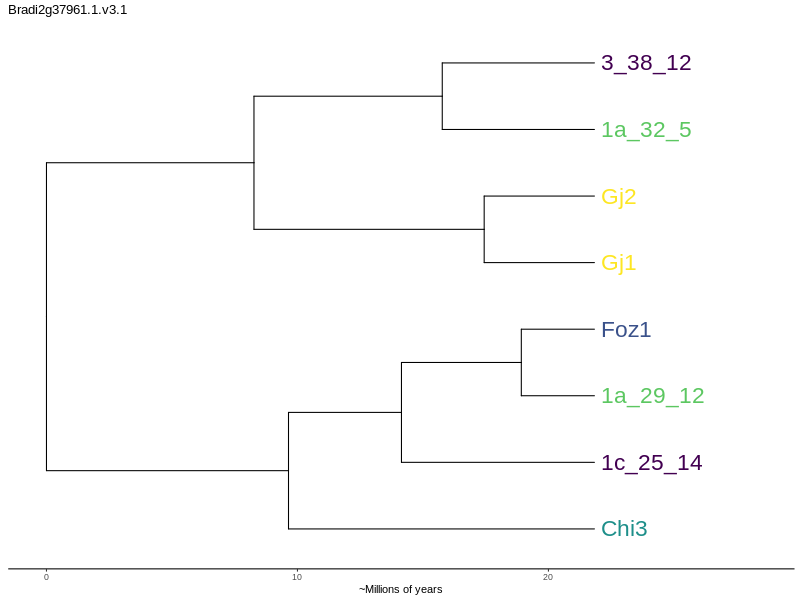 Bradi2g37961.1.v3.1
3_38_12
1a_32_5
Gj2
Gj1
Foz1
1a_29_12
1c_25_14
Chi3
0 10 20
~Millions of years